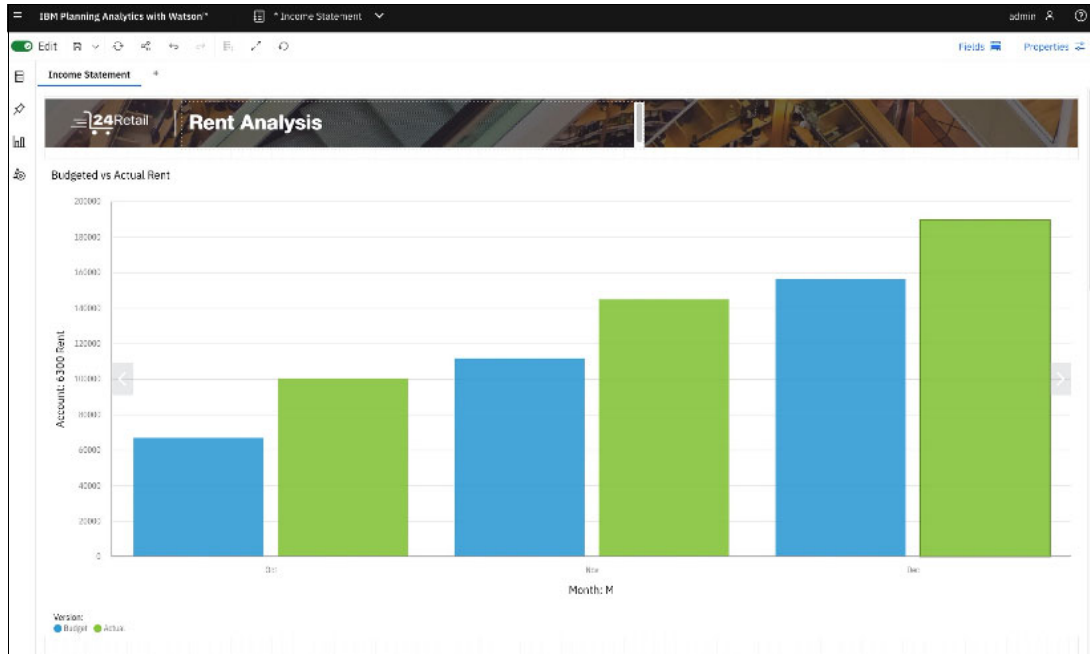 IBM Planning Analytics with Watson™
* Income Statement
admin
Edit
Fields
Properties
Income Statement +
24Retail
Rent Analysis
Budgeted vs Actual Rent
200000
180000
160000
140000
120000
100000
80000
60000
40000
20000
0
Account: 6300 Rent
Oct Nov Dec
Month: M
Version:
Budget Actual